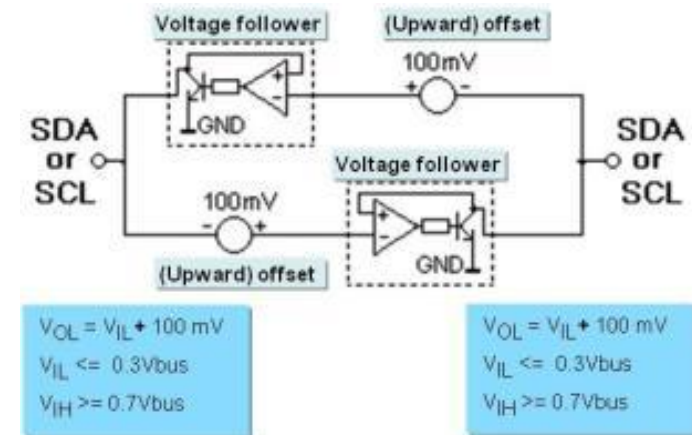 Voltage follower
(Upward) offset
100mV
+ -
+
-
GND
SDA
or
SCL
SDA
or
SCL
Voltage follower
100mV
- +
+
-
GND
(Upward) offset
VOL = VIL+ 100 mV
VIL <= 0.3Vbus
VIH >= 0.7Vbus
VOL = VIL+ 100 mV
VIL <= 0.3Vbus
VIH >= 0.7Vbus